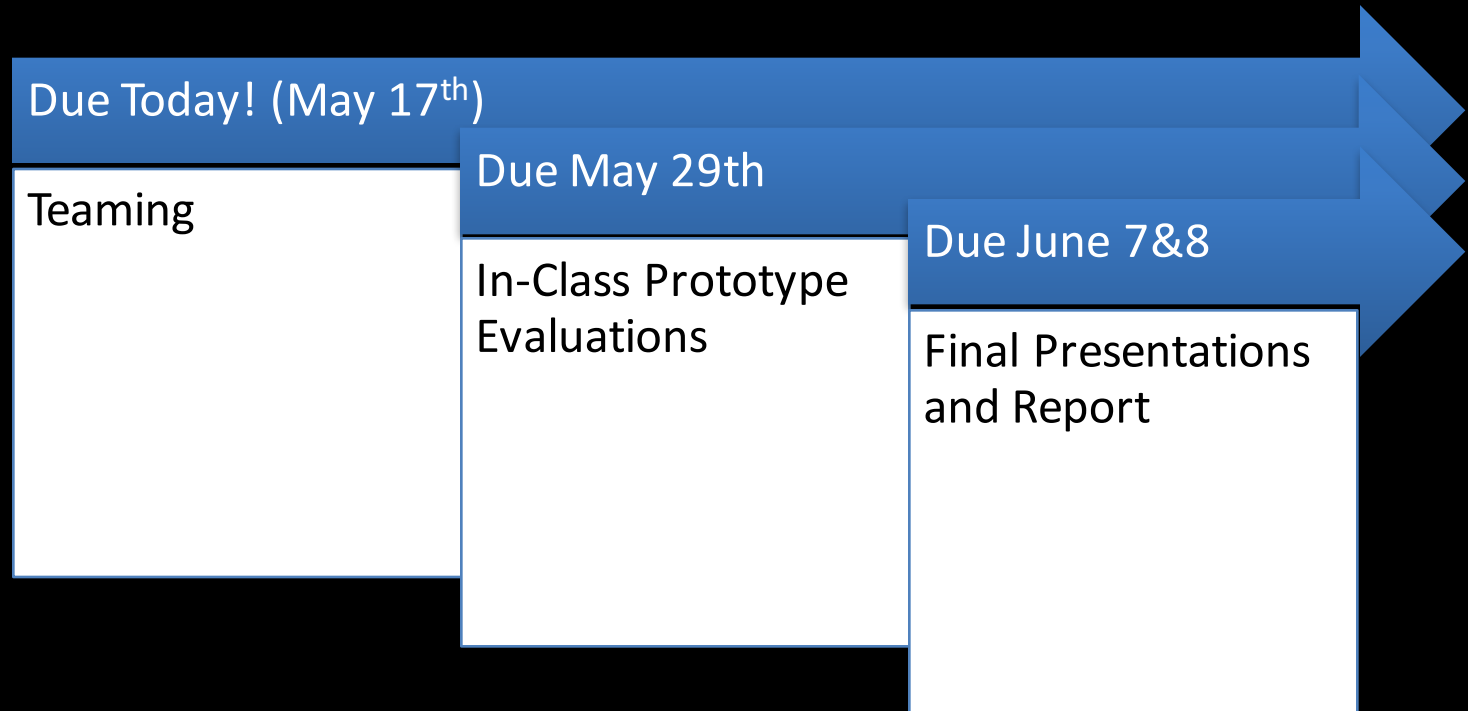 Due Today! (May 17th)
Teaming
Due May 29th
In-Class Prototype
Evaluations
Due June 7&8
Final Presentations
and Report